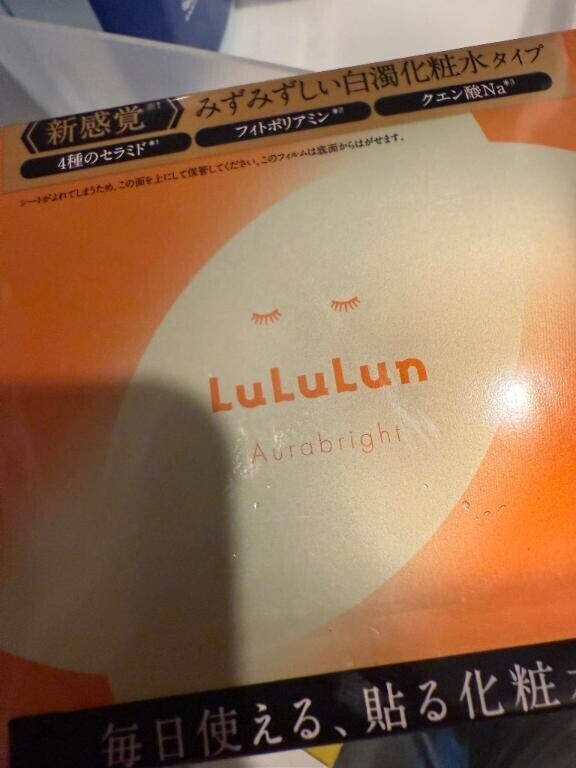 新感覚※1 みずみずしい白濁化粧水タイプ
4種のセラミド*1 フィトポリアミン*2 クエン酸Na*3
シートがよれてしまうため、この面を上にして保管してください。このフィルムは底面からはがせます。
LuLuLun
Aurabright
毎日使える、貼る化粧